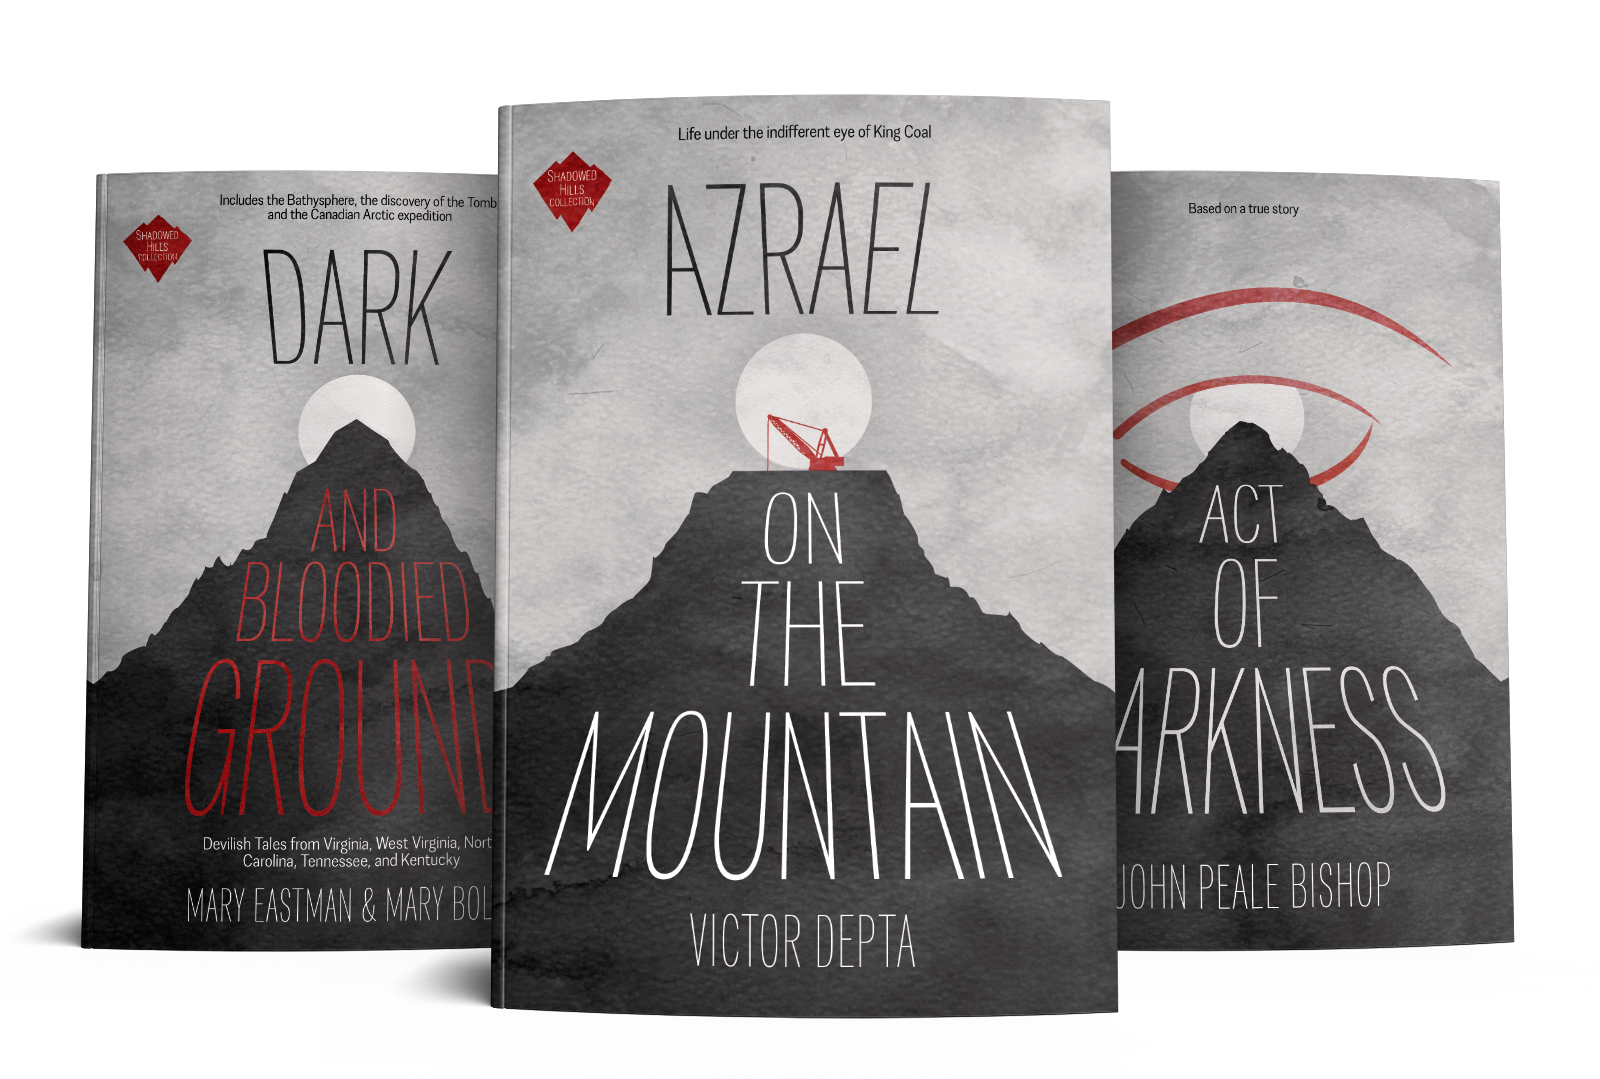 Includes the Bathysphere, the discovery of the Tomb
and the Canadian Arctic expedition
SHADOWED
HILLS
COLLECTION
DARK
AND
BLOODIED
GROUND
Devilish Tales from Virginia, West Virginia, Nort
Carolina, Tennessee, and Kentucky
MARY EASTMAN & MARY BOL
Life under the indifferent eye of King Coal
SHADOWED
HILLS
COLLECTION
AZRAEL
ON
THE
MOUNTAIN
VICTOR DEPTA
Based on a true story
ACT
OF
ARKNESS
JOHN PEALE BISHOP